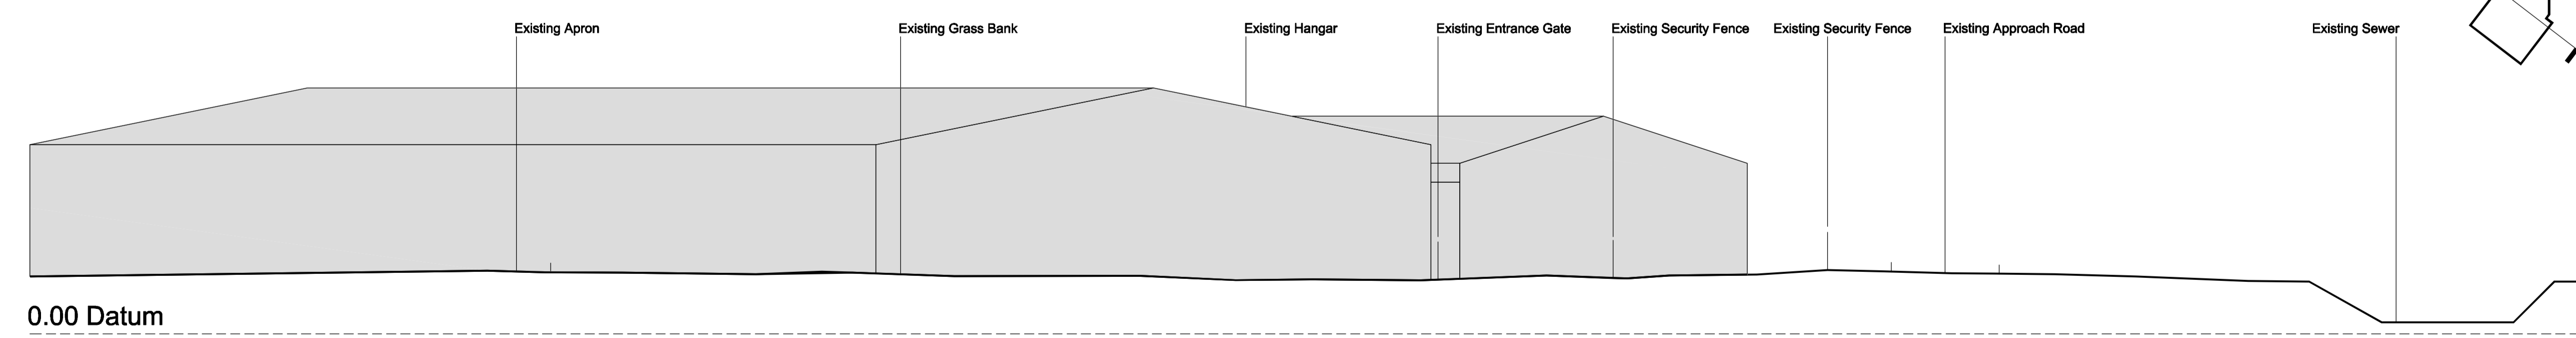 Existing Apron
Existing Grass Bank
Existing Hangar
Existing Entrance Gate
Existing Security Fence
Existing Security Fence
Existing Approach Road
Existing Sewer
0.00 Datum